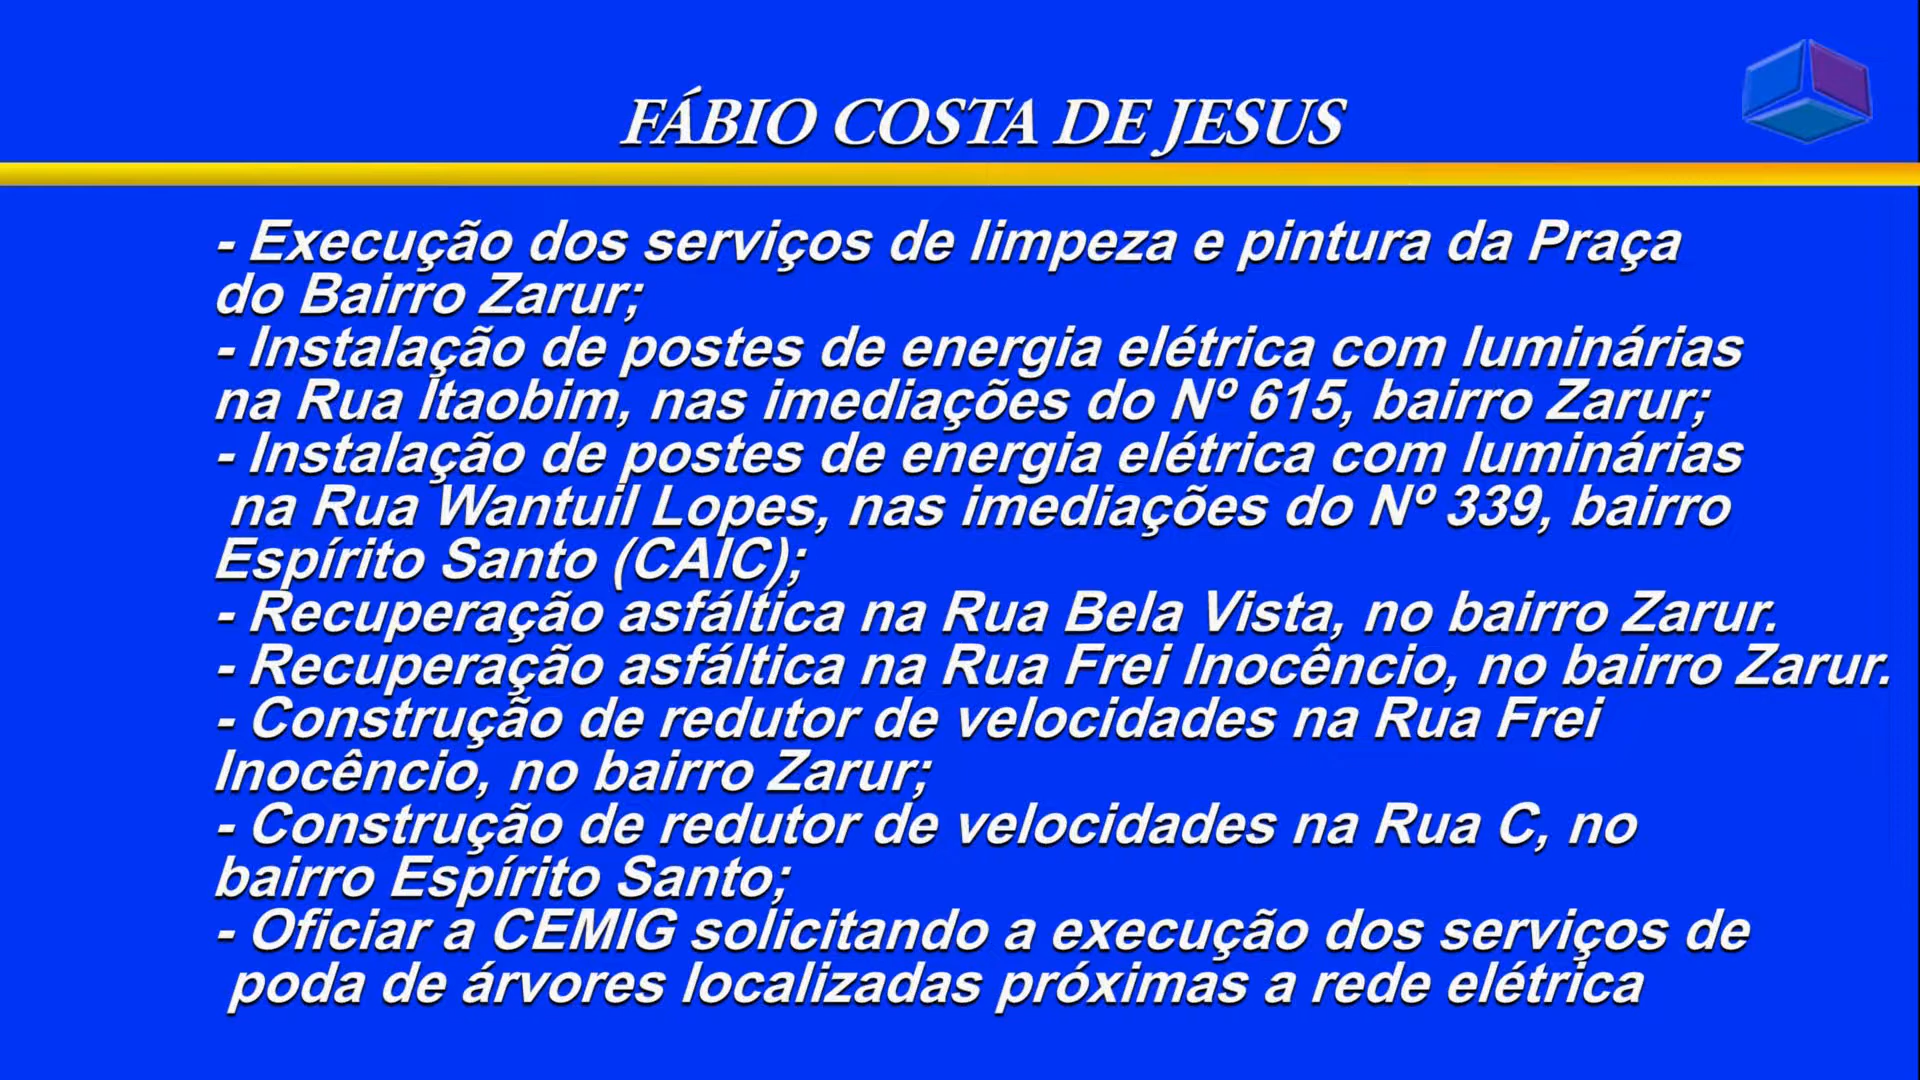 FÁBIO COSTA DE JESUS
- Execução dos serviços de limpeza e pintura da Praça
do Bairro Zarur;
- Instalação de postes de energia elétrica com luminárias
na Rua Itaobim, nas imediações do Nº 615, bairro Zarur;
- Instalação de postes de energia elétrica com luminárias
na Rua Wantuil Lopes, nas imediações do Nº 339, bairro
Espírito Santo (CAIC);
- Recuperação asfáltica na Rua Bela Vista, no bairro Zarur.
- Recuperação asfáltica na Rua Frei Inocêncio, no bairro Zarur.
- Construção de redutor de velocidades na Rua Frei
Inocêncio, no bairro Zarur;
- Construção de redutor de velocidades na Rua C, no
bairro Espírito Santo;
- Oficiar a CEMIG solicitando a execução dos serviços de
poda de árvores localizadas próximas a rede elétrica